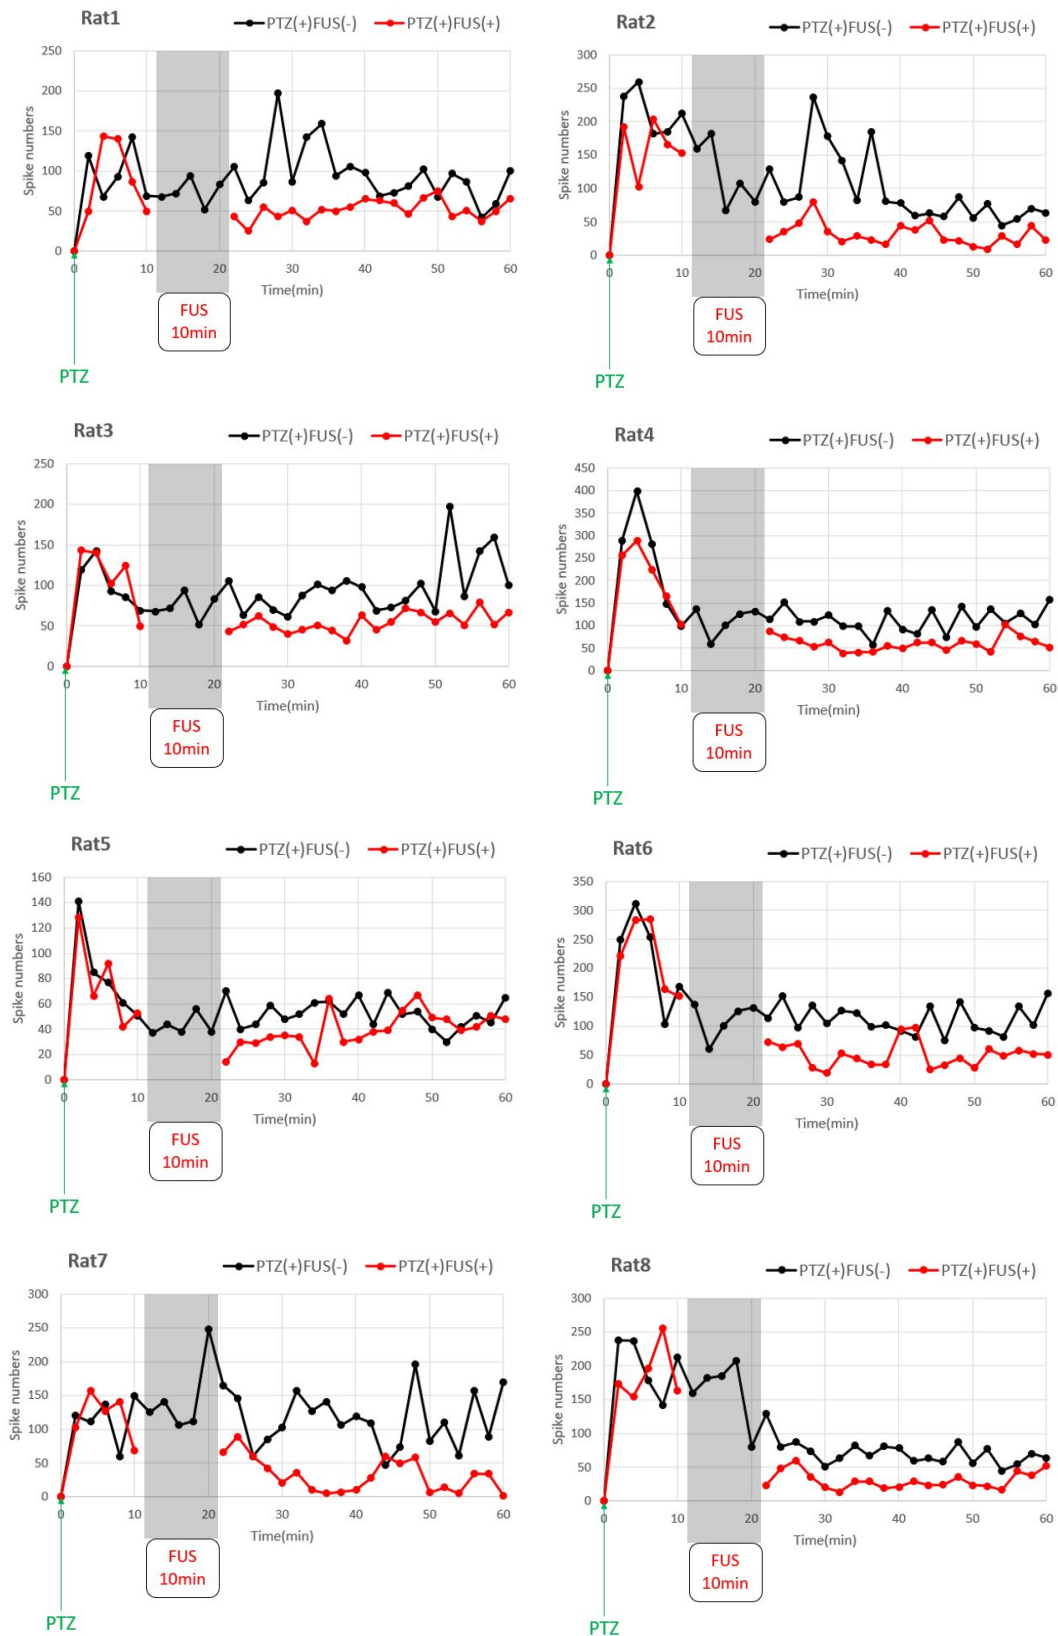 Rat1
PTZ(+)FUS(-) PTZ(+)FUS(+)
250
200
150
100
50
0
Spike numbers
0 10 20 30 40 50 60
Time(min)
FUS
10min
PTZ
Rat2
PTZ(+)FUS(-) PTZ(+)FUS(+)
300
250
200
150
100
50
0
Spike numbers
0 10 20 30 40 50 60
Time(min)
FUS
10min
PTZ
Rat3
PTZ(+)FUS(-) PTZ(+)FUS(+)
250
200
150
100
50
0
Spike numbers
0 10 20 30 40 50 60
Time(min)
FUS
10min
PTZ
Rat4
PTZ(+)FUS(-) PTZ(+)FUS(+)
450
400
350
300
250
200
150
100
50
0
Spike numbers
0 10 20 30 40 50 60
Time(min)
FUS
10min
PTZ
Rat5
PTZ(+)FUS(-) PTZ(+)FUS(+)
160
140
120
100
80
60
40
20
0
Spike numbers
0 10 20 30 40 50 60
Time(min)
FUS
10min
PTZ
Rat6
PTZ(+)FUS(-) PTZ(+)FUS(+)
350
300
250
200
150
100
50
0
Spike numbers
0 10 20 30 40 50 60
Time(min)
FUS
10min
PTZ
Rat7
PTZ(+)FUS(-) PTZ(+)FUS(+)
300
250
200
150
100
50
0
Spike numbers
0 10 20 30 40 50 60
Time(min)
FUS
10min
PTZ
Rat8
PTZ(+)FUS(-) PTZ(+)FUS(+)
300
250
200
150
100
50
0
Spike numbers
0 10 20 30 40 50 60
Time(min)
FUS
10min
PTZ